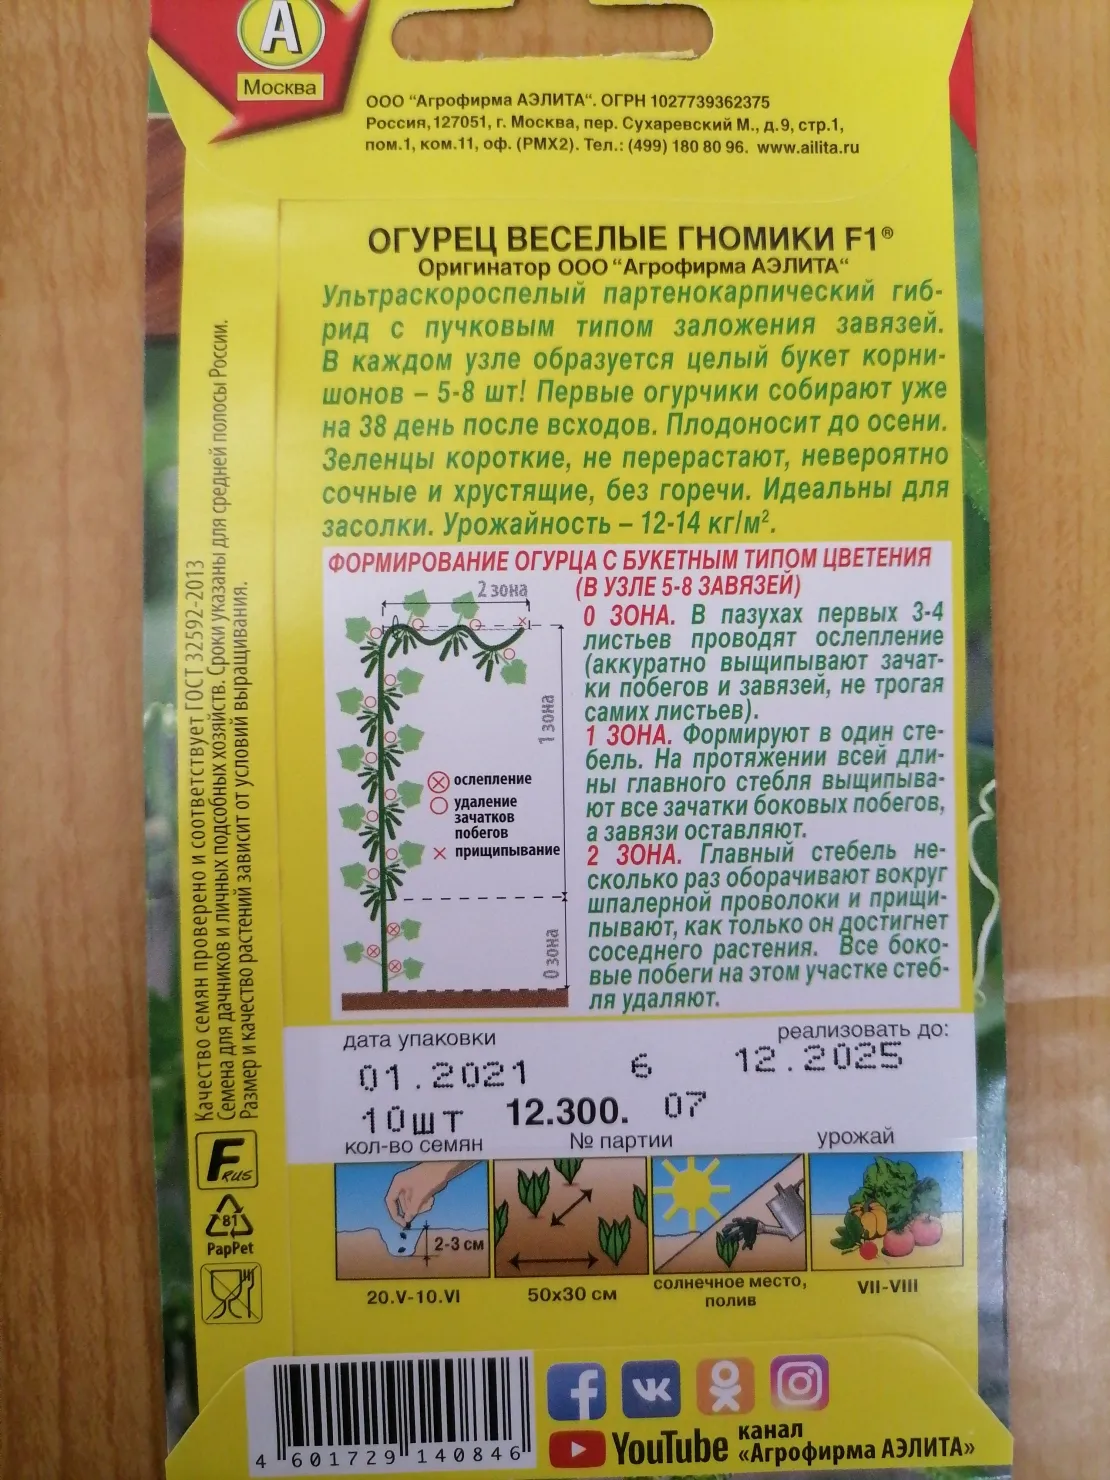 А
Москва
ООО "Агрофирма АЭЛИТА". ОГРН 1027739362375
Россия,127051, г. Москва, пер. Сухаревский М., д.9, стр.1,
пом.1, ком.11, оф. (РМХ2). Тел.: (499) 180 80 96. www.ailita.ru
ОГУРЕЦ ВЕСЕЛЫЕ ГНОМИКИ F1®
Оригинатор ООО "Агрофирма АЭЛИТА"
Ультраскороспелый партенокарпический гиб-
рид с пучковым типом заложения завязей.
В каждом узле образуется целый букет корни-
шонов – 5-8 шт! Первые огурчики собирают уже
на 38 день после всходов. Плодоносит до осени.
Зеленцы короткие, не перерастают, невероятно
сочные и хрустящие, без горечи. Идеальны для
засолки. Урожайность – 12-14 кг/м².
ФОРМИРОВАНИЕ ОГУРЦА С БУКЕТНЫМ ТИПОМ ЦВЕТЕНИЯ
(В УЗЛЕ 5-8 ЗАВЯЗЕЙ)
2 зона
1 зона
0 зона
ослепление
удаление
зачатков
побегов
прищипывание
0 ЗОНА. В пазухах первых 3-4
листьев проводят ослепление
(аккуратно выщипывают зачат-
ки побегов и завязей, не трогая
самих листьев).
1 ЗОНА. Формируют в один сте-
бель. На протяжении всей дли-
ны главного стебля выщипыва-
ют все зачатки боковых побегов,
а завязи оставляют.
2 ЗОНА. Главный стебель не-
сколько раз оборачивают вокруг
шпалерной проволоки и прищи-
пывают, как только он достигнет
соседнего растения. Все боко-
вые побеги на этом участке стеб-
ля удаляют.
Качество семян проверено и соответствует ГОСТ 32592-2013
Семена для дачников и личных подсобных хозяйств. Сроки указаны для средней полосы России.
Размер и качество растений зависит от условий выращивания.
дата упаковки
реализовать до:
01.2021 6 12.2025
10шт 12.300. 07
кол-во семян № партии урожай
F RUS
81
PapPet
2-3 см
20.V-10.VI
50x30 см
солнечное место,
полив
VII-VIII
4 601729 140846
YouTube
канал
«Агрофирма АЭЛИТА»